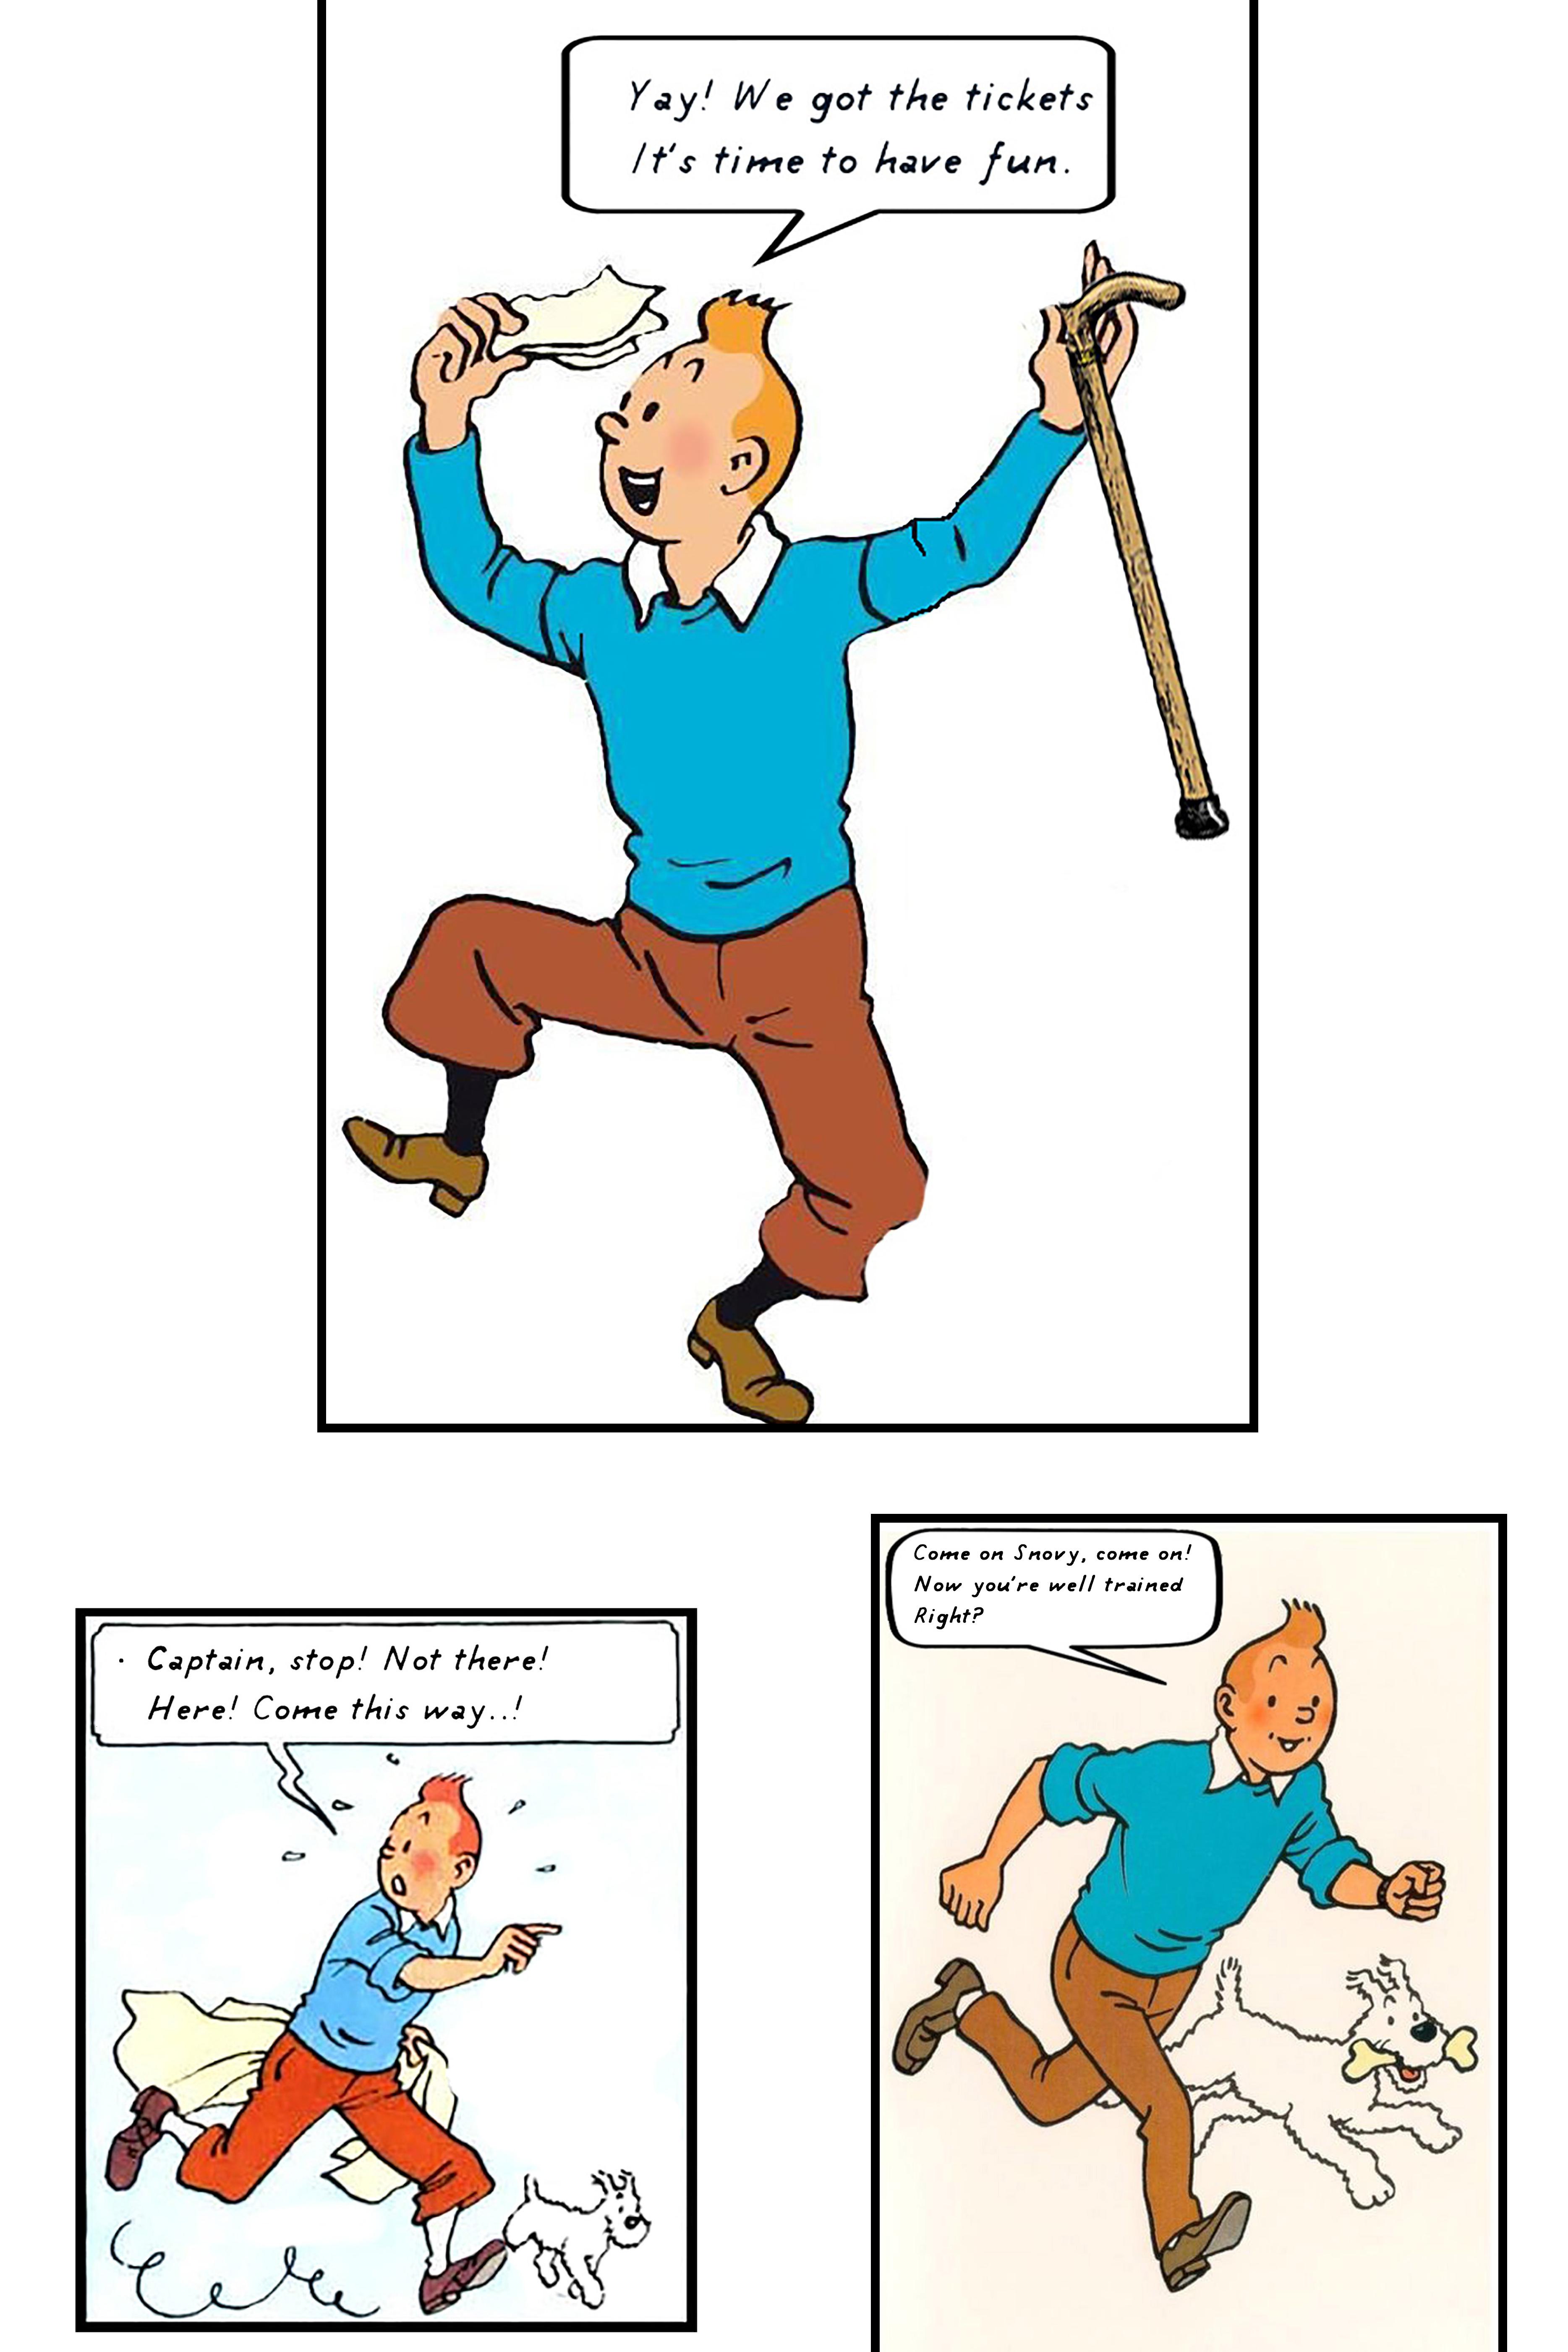 Yay! We got the tickets
It's time to have fun.
· Captain, stop! Not there!
Here! Come this way..!
Come on Snovy, come on!
Now you're well trained
Right?